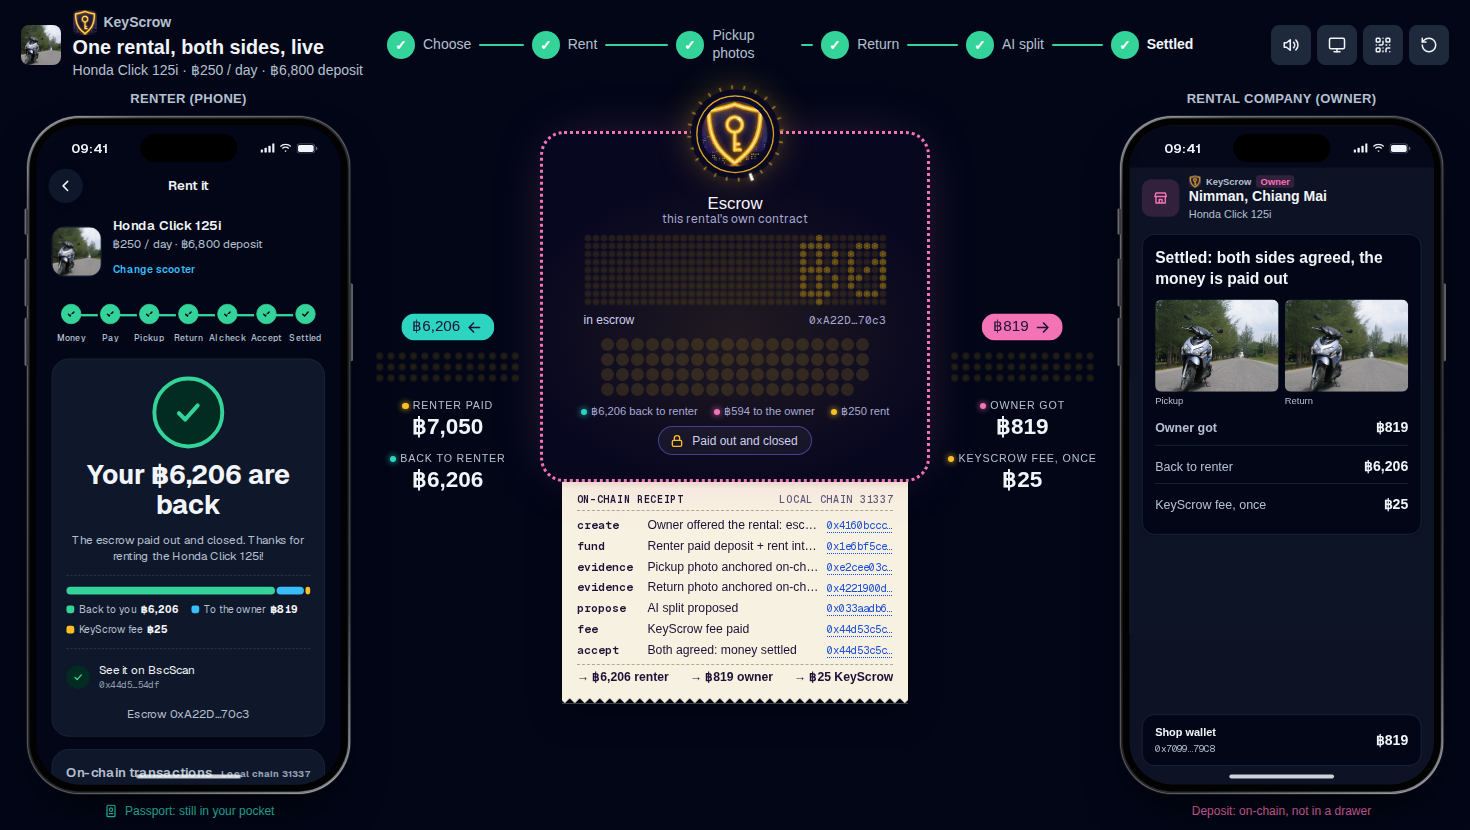 KeyScrow
One rental, both sides, live
Honda Click 125i · ฿250 / day · ฿6,800 deposit
✓ Choose
✓ Rent
✓ Pickup photos
✓ Return
✓ AI split
✓ Settled
RENTER (PHONE)
09:41
Rent it
Honda Click 125i
฿250 / day · ฿6,800 deposit
Change scooter
Money Pay Pickup Return AI check Accept Settled
Your ฿6,206 are
back
The escrow paid out and closed. Thanks for
renting the Honda Click 125i!
Back to you ฿6,206 To the owner ฿819
KeyScrow fee ฿25
See it on BscScan
0x44d5…54df
Escrow 0xA22D…70c3
On-chain transactions Local chain 31337
Passport: still in your pocket
฿6,206 ←
RENTER PAID
฿7,050
BACK TO RENTER
฿6,206
Escrow
this rental's own contract
฿0
in escrow 0xA22D…70c3
฿6,206 back to renter ฿594 to the owner ฿250 rent
Paid out and closed
ON-CHAIN RECEIPT LOCAL CHAIN 31337
create Owner offered the rental: esc… 0x4160bccc…
fund Renter paid deposit + rent int… 0x1e6bf5ce…
evidence Pickup photo anchored on-ch… 0xe2cee03c…
evidence Return photo anchored on-ch… 0x4221900d…
propose AI split proposed 0x033aadb6…
fee KeyScrow fee paid 0x44d53c5c…
accept Both agreed: money settled 0x44d53c5c…
→ ฿6,206 renter → ฿819 owner → ฿25 KeyScrow
฿819 →
OWNER GOT
฿819
KEYSCROW FEE, ONCE
฿25
RENTAL COMPANY (OWNER)
09:41
KeyScrow Owner
Nimman, Chiang Mai
Honda Click 125i
Settled: both sides agreed, the
money is paid out
Pickup Return
Owner got ฿819
Back to renter ฿6,206
KeyScrow fee, once ฿25
Shop wallet
0x7099…79C8
฿819
Deposit: on-chain, not in a drawer